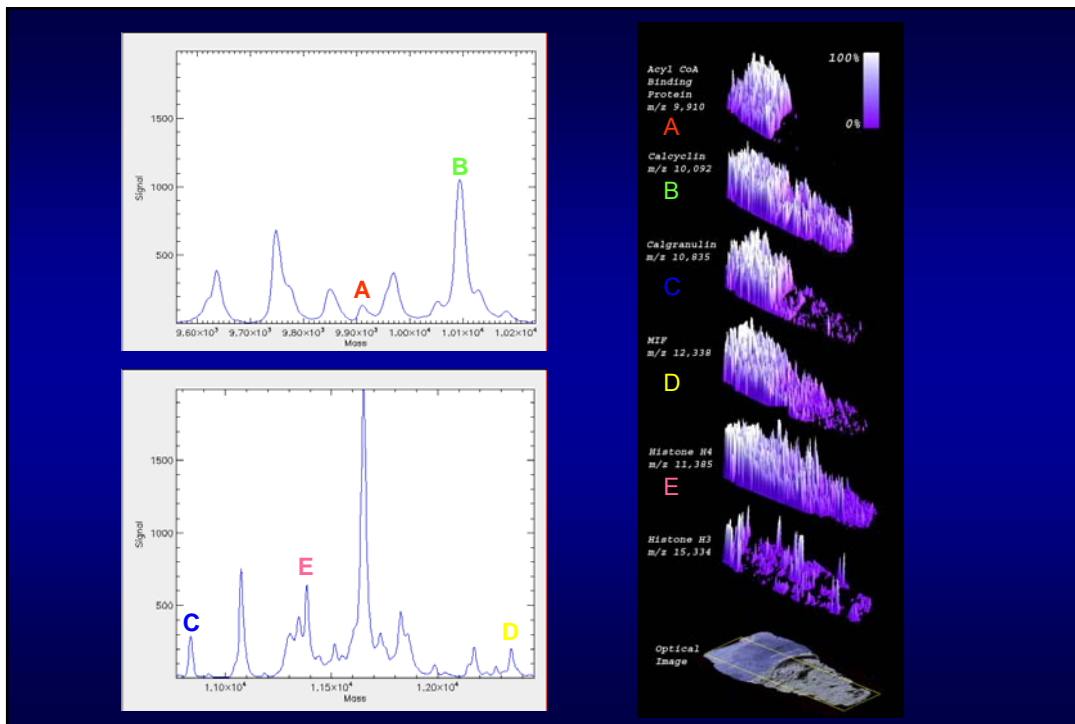 1500
1000
500
Signal
B
A
9.60×10³ 9.70×10³ 9.80×10³ 9.90×10³ 1.00×10⁴ 1.01×10⁴ 1.02×10⁴
Mass
1500
1000
500
Signal
E
C
D
1.10×10⁴ 1.15×10⁴ 1.20×10⁴
Mass
100%
0%
Acyl CoA
Binding
Protein
m/z 9,910
A
Calcyclin
m/z 10,092
B
Calgranulin
m/z 10,835
C
MIF
m/z 12,338
D
Histone H4
m/z 11,385
E
Histone H3
m/z 15,334
Optical
Image